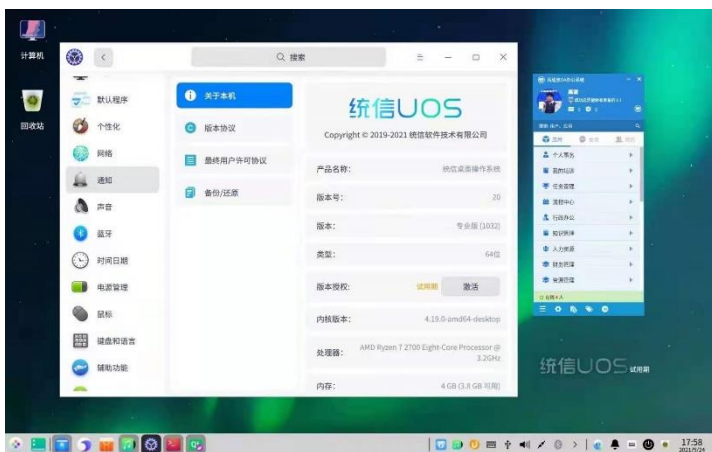 计算机
回收站
搜索
默认程序
个性化
网络
通知
声音
蓝牙
时间日期
电源管理
鼠标
键盘和语言
辅助功能
关于本机
版本协议
最终用户许可协议
备份/还原
统信UOS
Copyright © 2019-2021 统信软件技术有限公司
产品名称: 统信桌面操作系统
版本号: 20
版本: 专业版 (1032)
类型: 64位
版本授权: 试用期 激活
内核版本: 4.19.0-amd64-desktop
处理器: AMD Ryzen 7 2700 Eight-Core Processor @
3.2GHz
内存: 4 GB (3.8 GB 可用)
个人事务
任务管理
流程中心
行政办公
知识管理
人力资源
统信UOS 试用期
17:58
2021/5/24